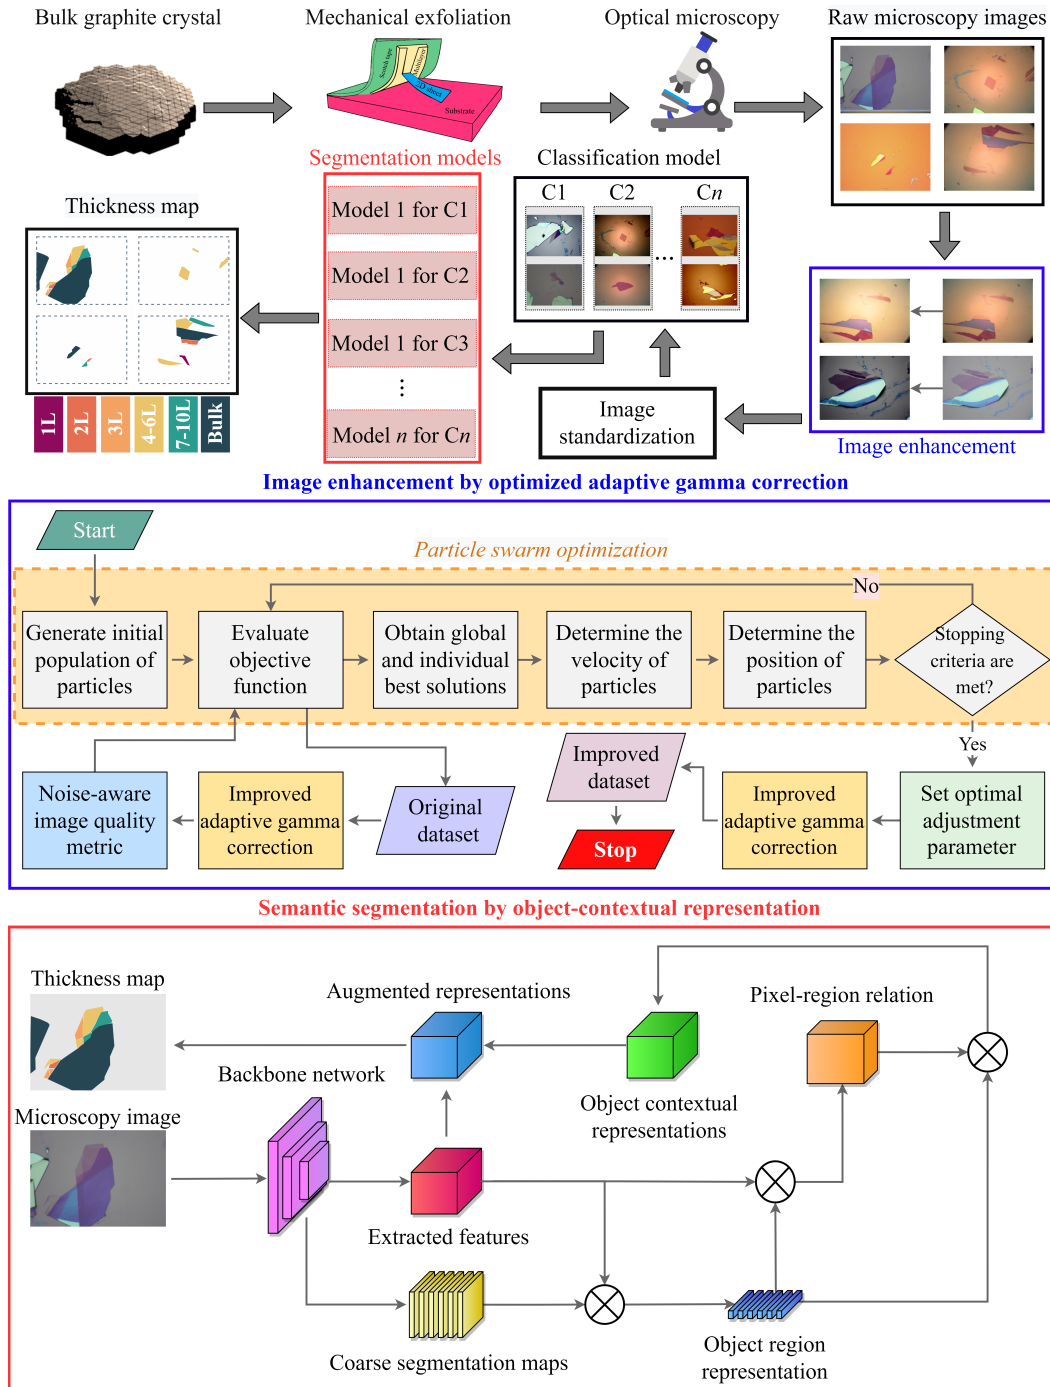 Bulk graphite crystal
Mechanical exfoliation
Optical microscopy
Raw microscopy images
Scotch tape
Multilayer
2D sheet
Substrate
Segmentation models
Classification model
Thickness map
Model 1 for C1
Model 1 for C2
Model 1 for C3
⋮
Model n for Cn
C1
C2
Cn
...
1L
2L
3L
4-6L
7-10L
Bulk
Image
standardization
Image enhancement
Image enhancement by optimized adaptive gamma correction
Start
Particle swarm optimization
No
Generate initial
population of
particles
Evaluate
objective
function
Obtain global
and individual
best solutions
Determine the
velocity of
particles
Determine the
position of
particles
Stopping
criteria are
met?
Yes
Noise-aware
image quality
metric
Improved
adaptive gamma
correction
Original
dataset
Improved
dataset
Stop
Improved
adaptive gamma
correction
Set optimal
adjustment
parameter
Semantic segmentation by object-contextual representation
Thickness map
Augmented representations
Pixel-region relation
Backbone network
Object contextual
representations
Microscopy image
Extracted features
Coarse segmentation maps
Object region
representation